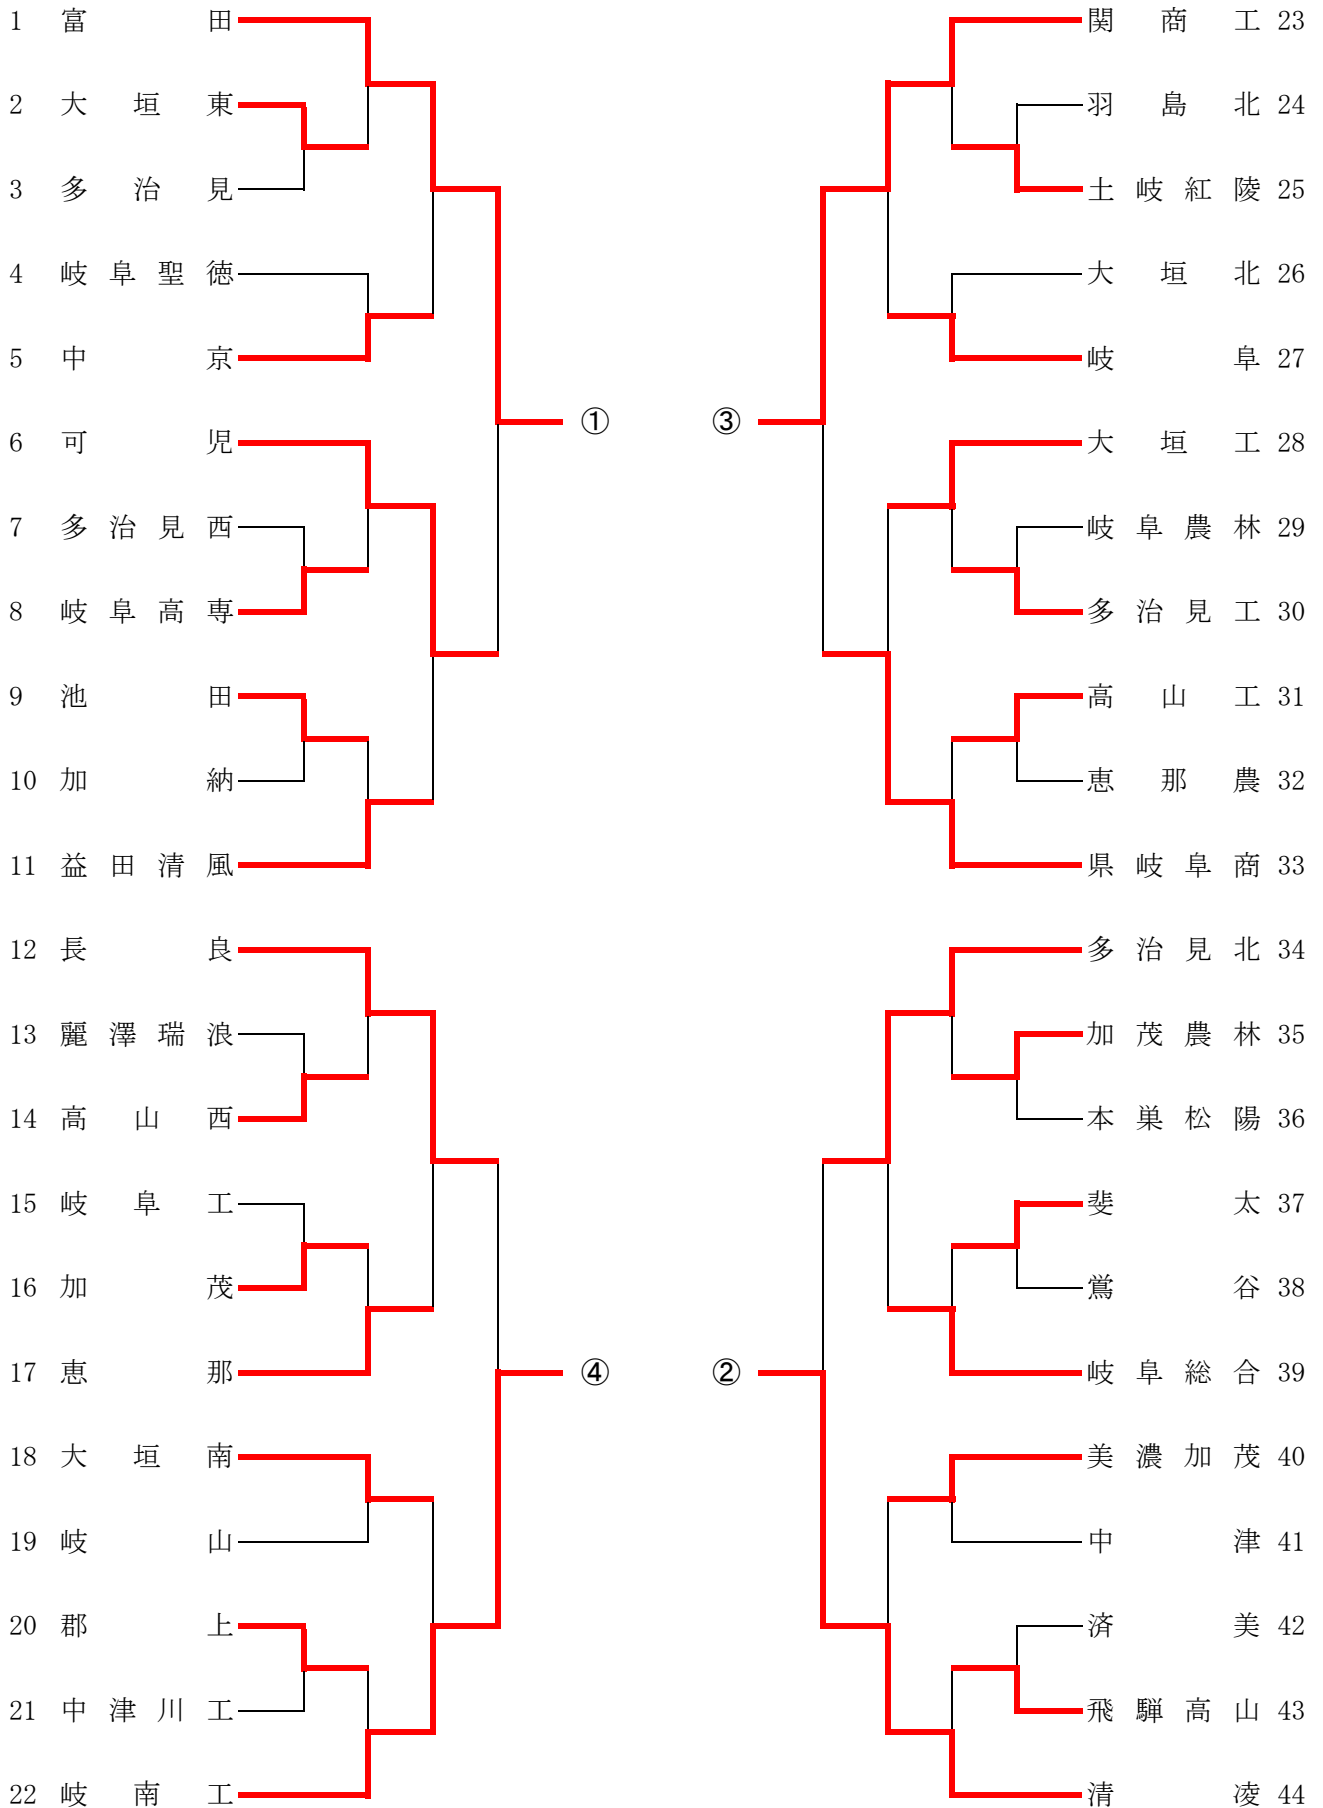 1 富田
2 大垣東
3 多治見
4 岐阜聖徳
5 中京
6 可児
7 多治見西
8 岐阜高専
9 池田
10 加納
11 益田清風
12 長良
13 麗澤瑞浪
14 高山西
15 岐阜工
16 加茂
17 恵那
18 大垣南
19 岐山
20 郡上
21 中津川工
22 岐南工
①
④
③
②
関商工 23
羽島北 24
土岐紅陵 25
大垣北 26
岐阜 27
大垣工 28
岐阜農林 29
多治見工 30
高山工 31
恵那農 32
県岐阜商 33
多治見北 34
加茂農林 35
本巣松陽 36
斐太 37
鶯谷 38
岐阜総合 39
美濃加茂 40
中津 41
済美 42
飛騨高山 43
清凌 44